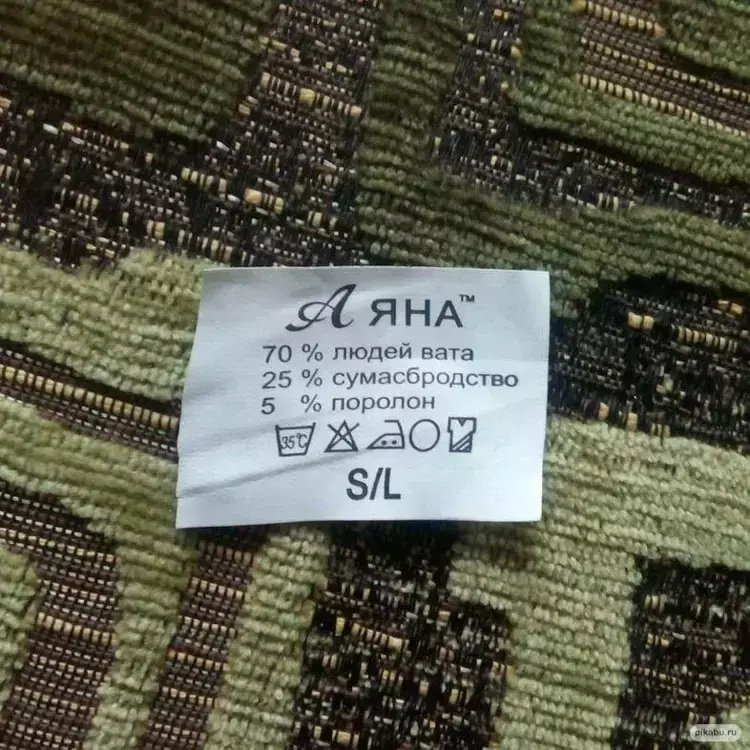 А ЯНА™
70 % людей вата
25 % сумасбродство
5 % поролон
35°C
S/L
pikabu.ru